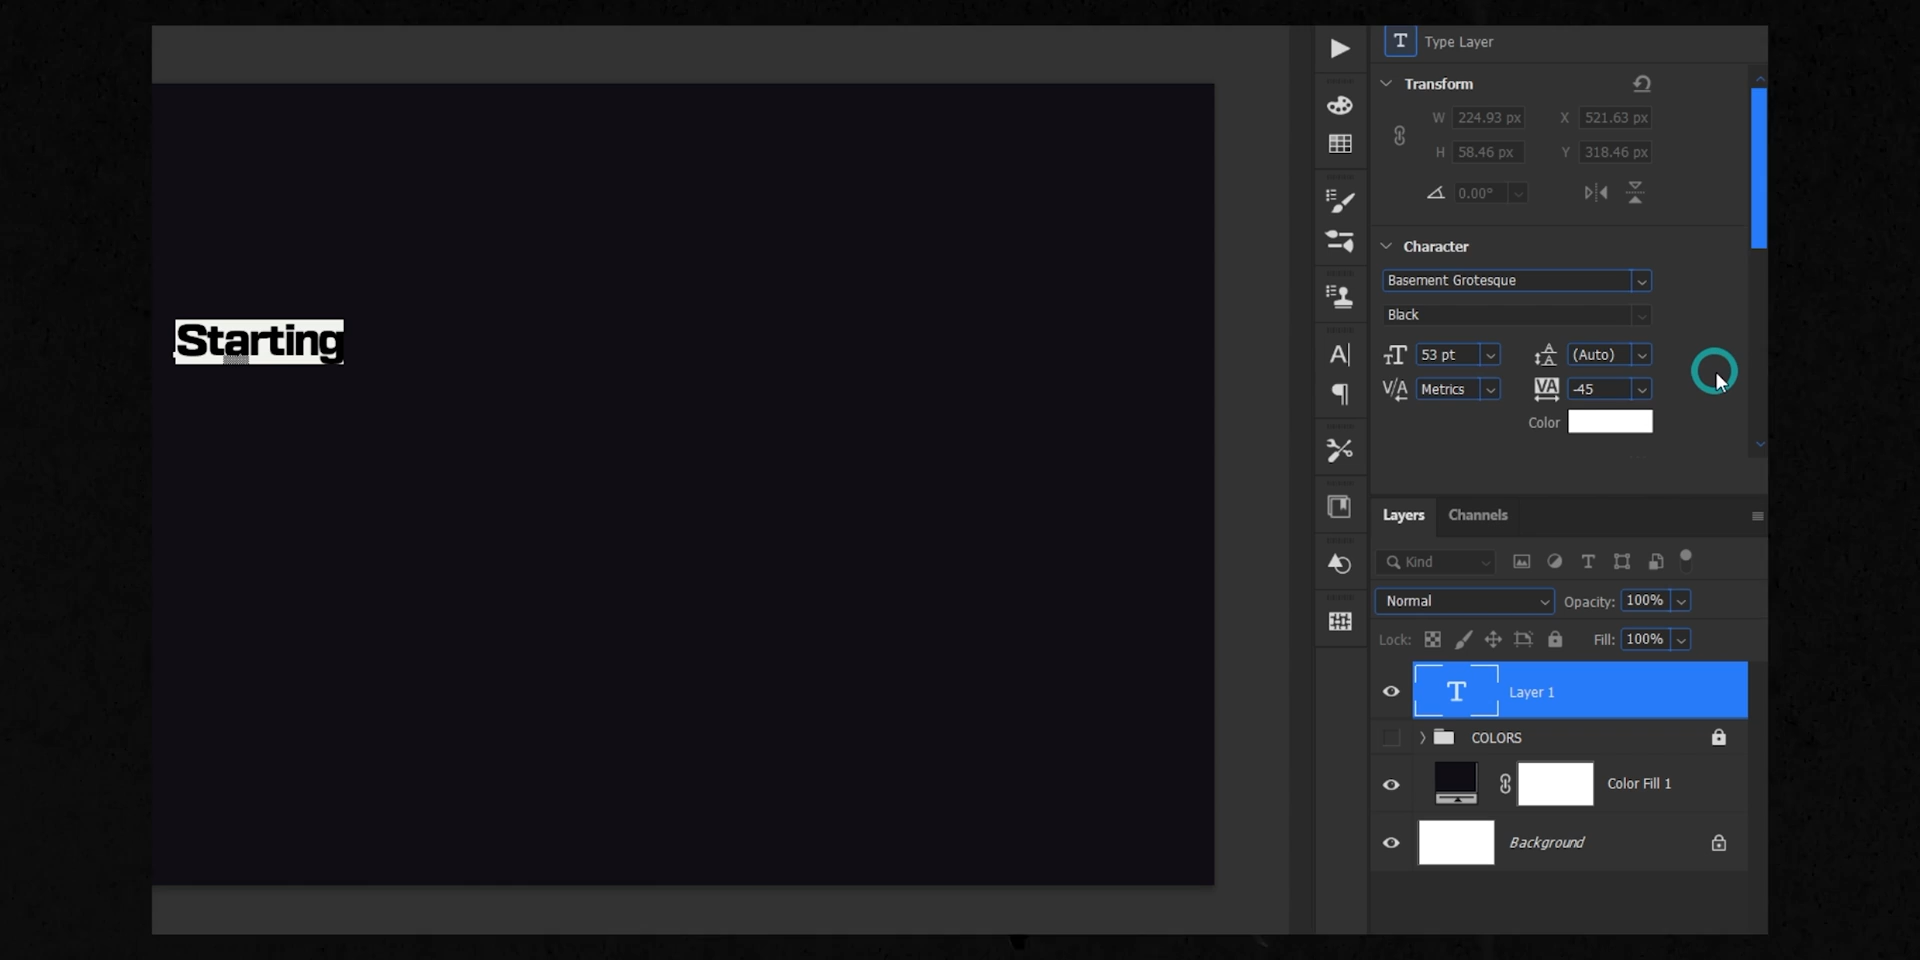 T Type Layer
Transform
W 224.93 px X 521.63 px
H 58.46 px Y 318.46 px
0.00°
Character
Basement Grotesque
Black
53 pt (Auto)
Metrics -45
Color
Starting
Layers Channels
Kind
Normal Opacity: 100%
Lock: Fill: 100%
T Layer 1
COLORS
Color Fill 1
Background